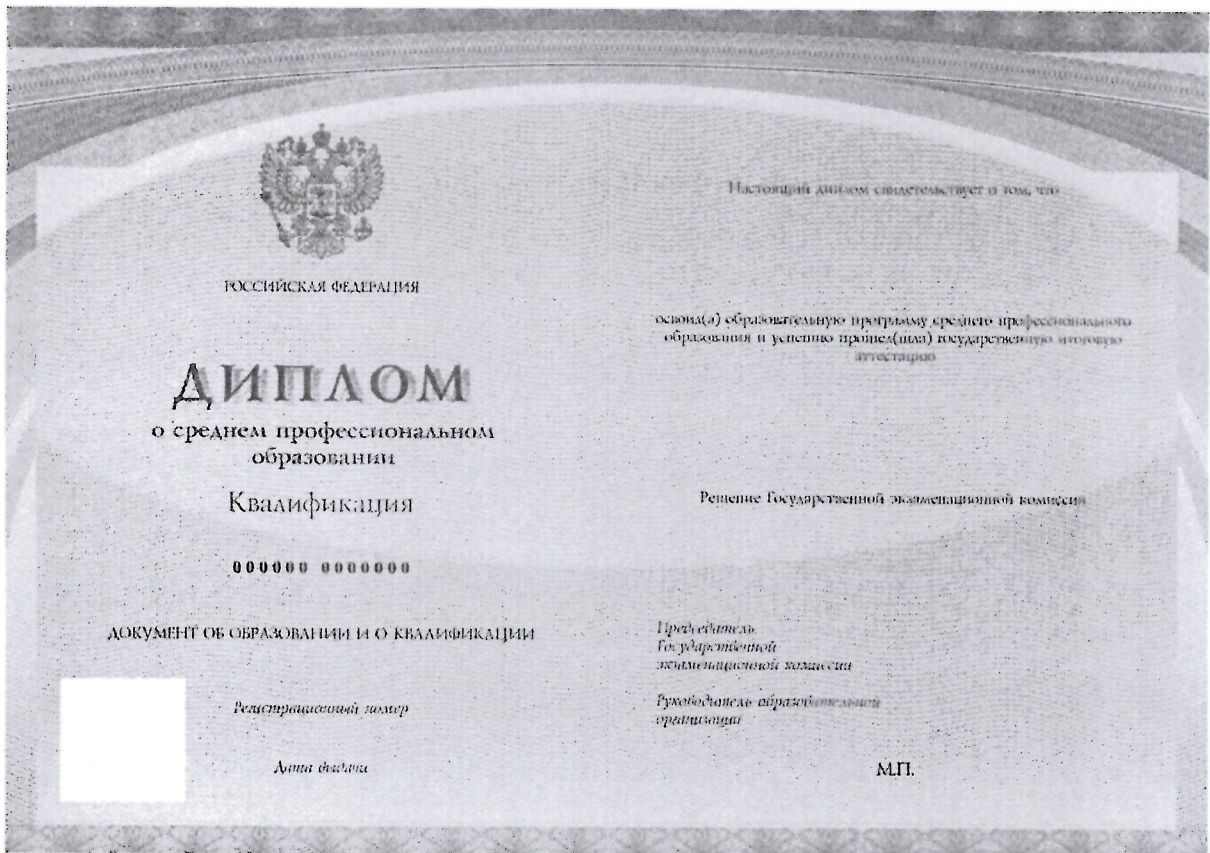 РОССИЙСКАЯ ФЕДЕРАЦИЯ
ДИПЛОМ
о среднем профессиональном
образовании
Квалификация
000000 0000000
ДОКУМЕНТ ОБ ОБРАЗОВАНИИ И О КВАЛИФИКАЦИИ
Регистрационный номер
Дата выдачи
Настоящий диплом свидетельствует о том, что
освоил(а) образовательную программу среднего профессионального
образования и успешно прошел(шла) государственную итоговую
аттестацию
Решение Государственной экзаменационной комиссии
Председатель
Государственной
экзаменационной комиссии
Руководитель образовательной
организации
М.П.